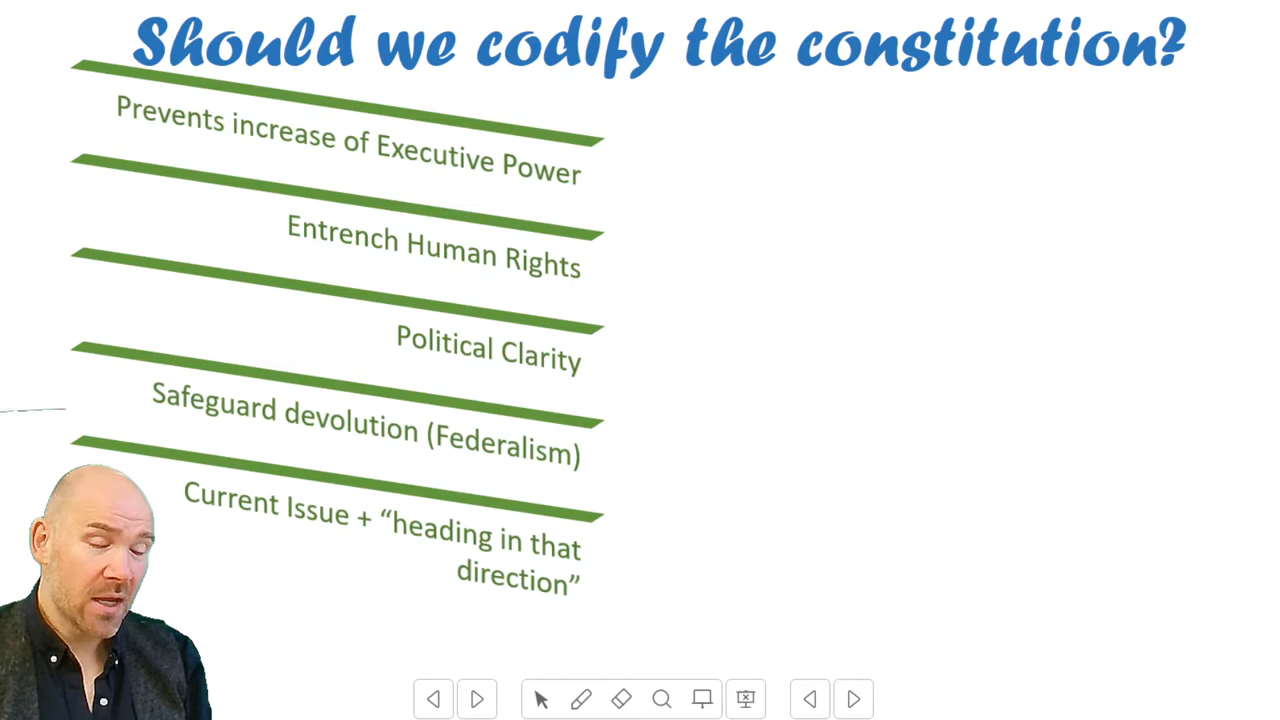 Should we codify the constitution?
Prevents increase of Executive Power
Entrench Human Rights
Political Clarity
Safeguard devolution (Federalism)
Current Issue + “heading in that
direction”